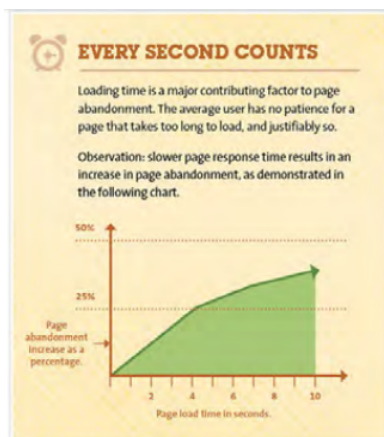 EVERY SECOND COUNTS
Loading time is a major contributing factor to page
abandonment. The average user has no patience for a
page that takes too long to load, and justifiably so.
Observation: slower page response time results in an
increase in page abandonment, as demonstrated in
the following chart.
50%
25%
Page
abandonment
increase as a
percentage.
2 4 6 8 10
Page load time in seconds.